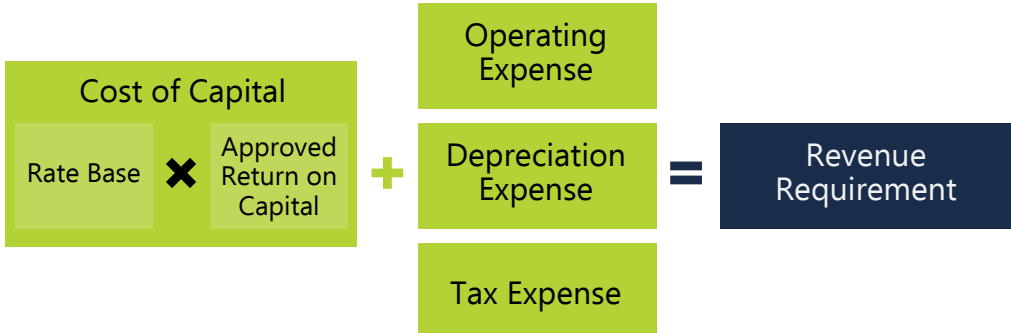 Cost of Capital
Rate Base
×
Approved
Return on
Capital
+
Operating
Expense
Depreciation
Expense
Tax Expense
=
Revenue
Requirement